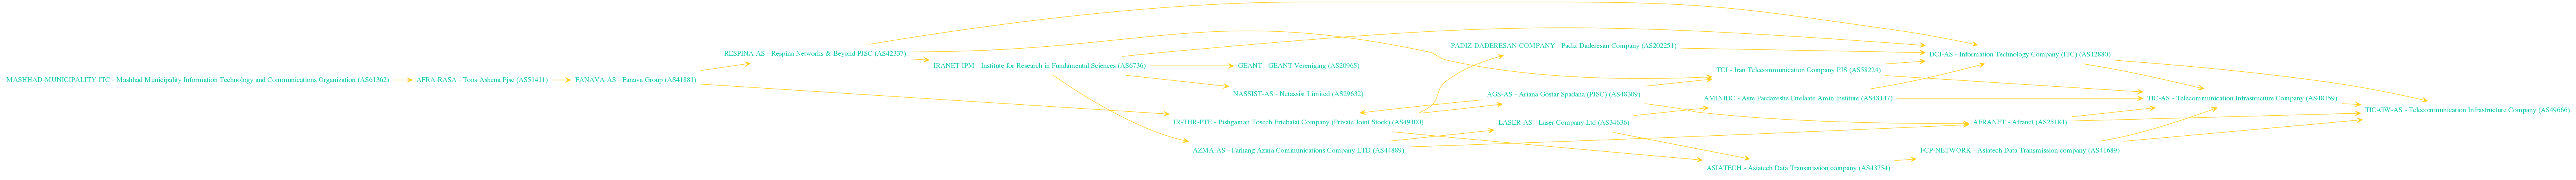 MASHHAD-MUNICIPALITY-ITC - Mashhad Municipality Information Technology and Communications Organization (AS61362)
AFRA-RASA - Toos-Ashena Pjsc (AS51411)
FANAVA-AS - Fanava Group (AS41881)
RESPINA-AS - Respina Networks & Beyond PJSC (AS42337)
IRANET-IPM - Institute for Research in Fundamental Sciences (AS6736)
GEANT - GEANT Vereniging (AS20965)
NASSIST-AS - Netassist Limited (AS29632)
IR-THR-PTE - Pishgaman Toseeh Ertebatat Company (Private Joint Stock) (AS49100)
AZMA-AS - Farhang Azma Communications Company LTD (AS44889)
PADIZ-DADERESAN-COMPANY - Padiz-Daderesan-Company (AS202251)
AGS-AS - Ariana Gostar Spadana (PJSC) (AS48309)
LASER-AS - Laser Company Ltd (AS34636)
TCI - Iran Telecommunication Company PJS (AS58224)
AMINIDC - Asre Pardazeshe Ettelaate Amin Institute (AS48147)
ASIATECH - Asiatech Data Transmission company (AS43754)
DCI-AS - Information Technology Company (ITC) (AS12880)
AFRANET - Afranet (AS25184)
FCP-NETWORK - Asiatech Data Transmission company (AS41689)
TIC-AS - Telecommunication Infrastructure Company (AS48159)
TIC-GW-AS - Telecommunication Infrastructure Company (AS49666)